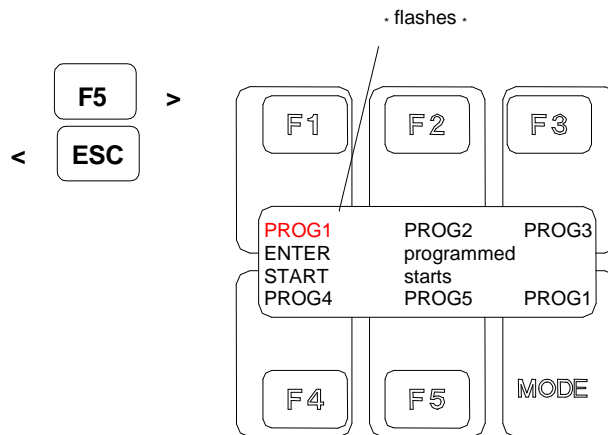 * flashes *
F5 >
< ESC
F1 F2 F3
PROG1 PROG2 PROG3
ENTER programmed
START starts
PROG4 PROG5 PROG1
F4 F5 MODE